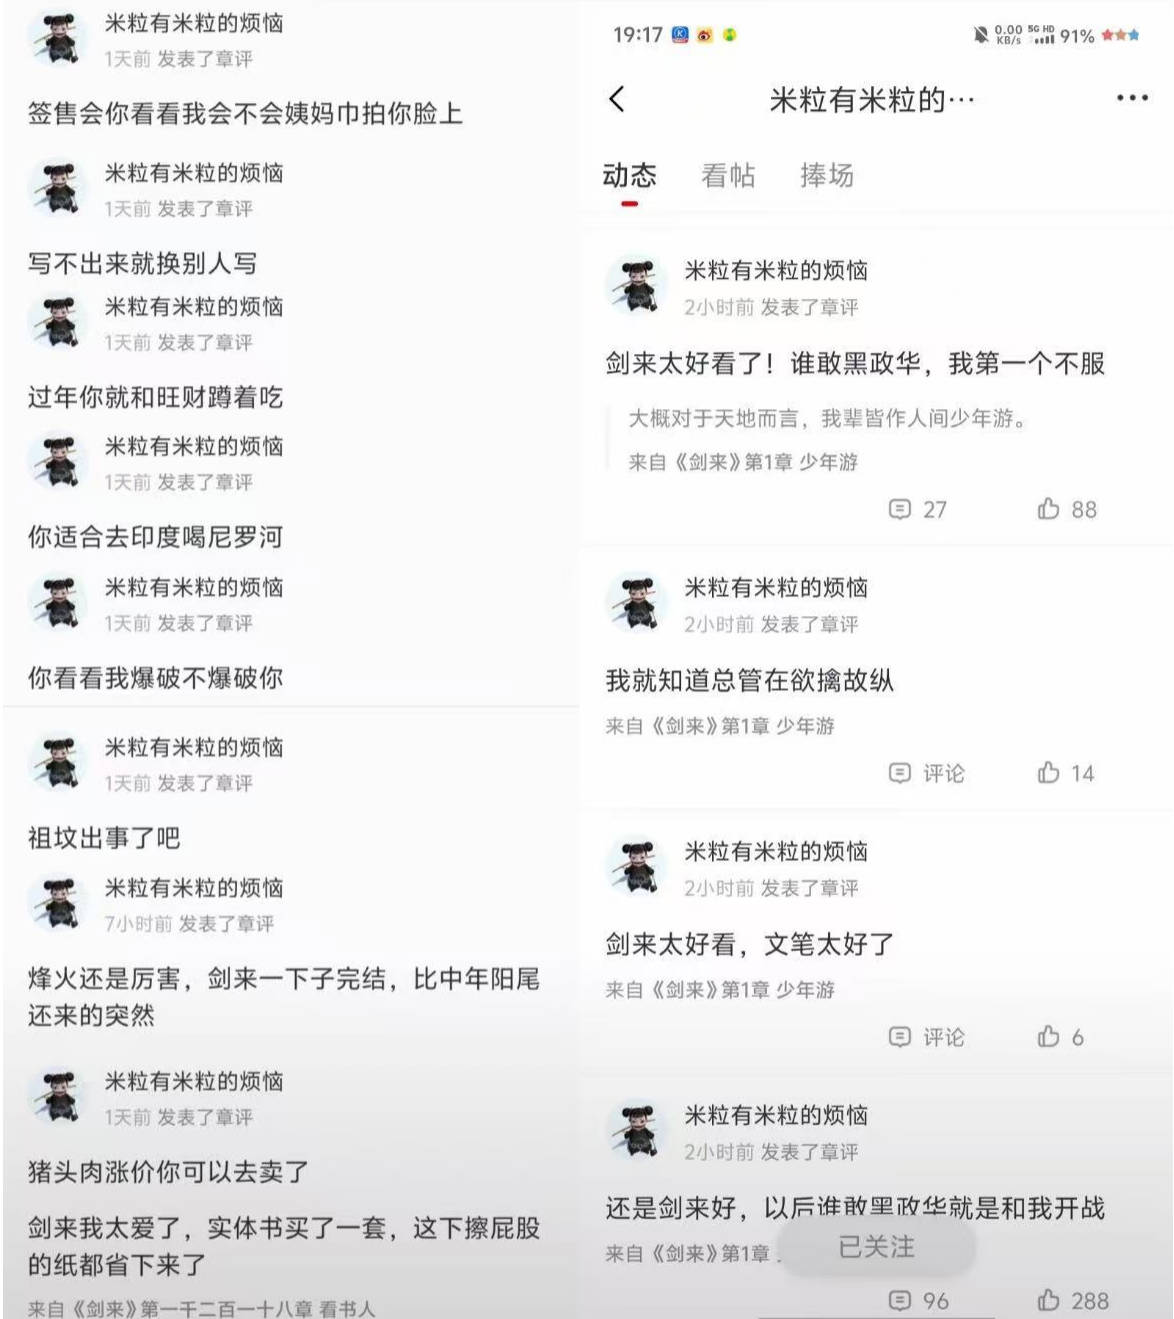 米粒有米粒的烦恼
1天前 发表了章评
签售会你看看我会不会姨妈巾拍你脸上
米粒有米粒的烦恼
1天前 发表了章评
写不出来就换别人写
米粒有米粒的烦恼
1天前 发表了章评
过年你就和旺财蹲着吃
米粒有米粒的烦恼
1天前 发表了章评
你适合去印度喝尼罗河
米粒有米粒的烦恼
1天前 发表了章评
你看看我爆破不爆破你
米粒有米粒的烦恼
1天前 发表了章评
祖坟出事了吧
米粒有米粒的烦恼
7小时前 发表了章评
烽火还是厉害，剑来一下子完结，比中年阳尾
还来的突然
米粒有米粒的烦恼
1天前 发表了章评
猪头肉涨价你可以去卖了
剑来我太爱了，实体书买了一套，这下擦屁股
的纸都省下来了
来自《剑来》第一千二百一十八章 看书人
19:17 0.00 KB/s 5G HD 91%
米粒有米粒的…
动态 看帖 捧场
米粒有米粒的烦恼
2小时前 发表了章评
剑来太好看了！谁敢黑政华，我第一个不服
大概对于天地而言，我辈皆作人间少年游。
来自《剑来》第1章 少年游
27 88
米粒有米粒的烦恼
2小时前 发表了章评
我就知道总管在欲擒故纵
来自《剑来》第1章 少年游
评论 14
米粒有米粒的烦恼
2小时前 发表了章评
剑来太好看，文笔太好了
来自《剑来》第1章 少年游
评论 6
米粒有米粒的烦恼
2小时前 发表了章评
还是剑来好，以后谁敢黑政华就是和我开战
来自《剑来》第1章
已关注
96 288